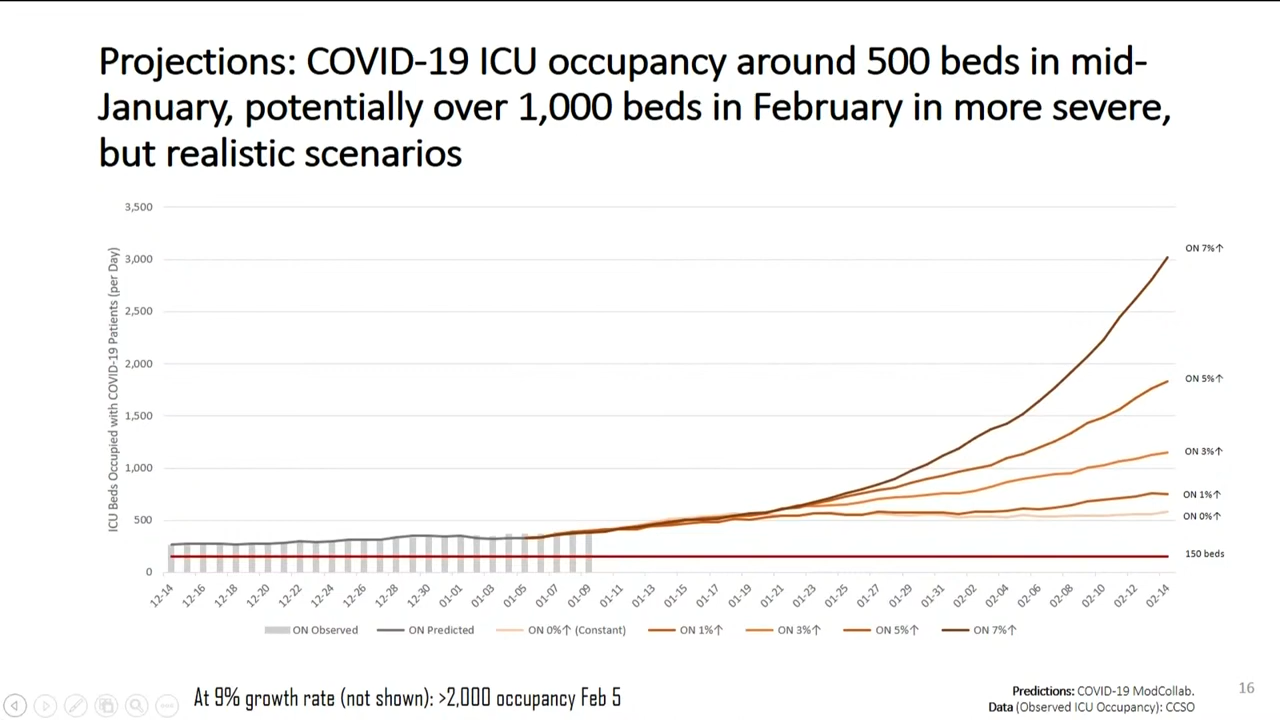 Projections: COVID-19 ICU occupancy around 500 beds in mid-
January, potentially over 1,000 beds in February in more severe,
but realistic scenarios
ICU Beds Occupied with COVID-19 Patients (per Day)
3,500
3,000
2,500
2,000
1,500
1,000
500
0
ON 7%↑
ON 5%↑
ON 3%↑
ON 1%↑
ON 0%↑
150 beds
12-14 12-16 12-18 12-20 12-22 12-24 12-26 12-28 12-30 01-01 01-03 01-05 01-07 01-09 01-11 01-13 01-15 01-17 01-19 01-21 01-23 01-25 01-27 01-29 01-31 02-02 02-04 02-06 02-08 02-10 02-12 02-14
ON Observed ON Predicted ON 0%↑ (Constant) ON 1%↑ ON 3%↑ ON 5%↑ ON 7%↑
At 9% growth rate (not shown): >2,000 occupancy Feb 5
Predictions: COVID-19 ModCollab.
Data (Observed ICU Occupancy): CCSO
16